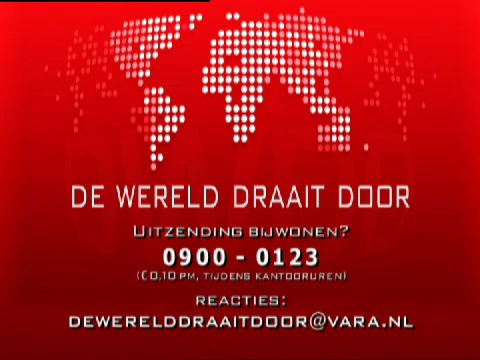 DE WERELD DRAAIT DOOR
UITZENDING BIJWONEN?
0900 - 0123
(€0,10 PM, TIJDENS KANTOORUREN)
REACTIES:
DEWERELDDRAAITDOOR@VARA.NL